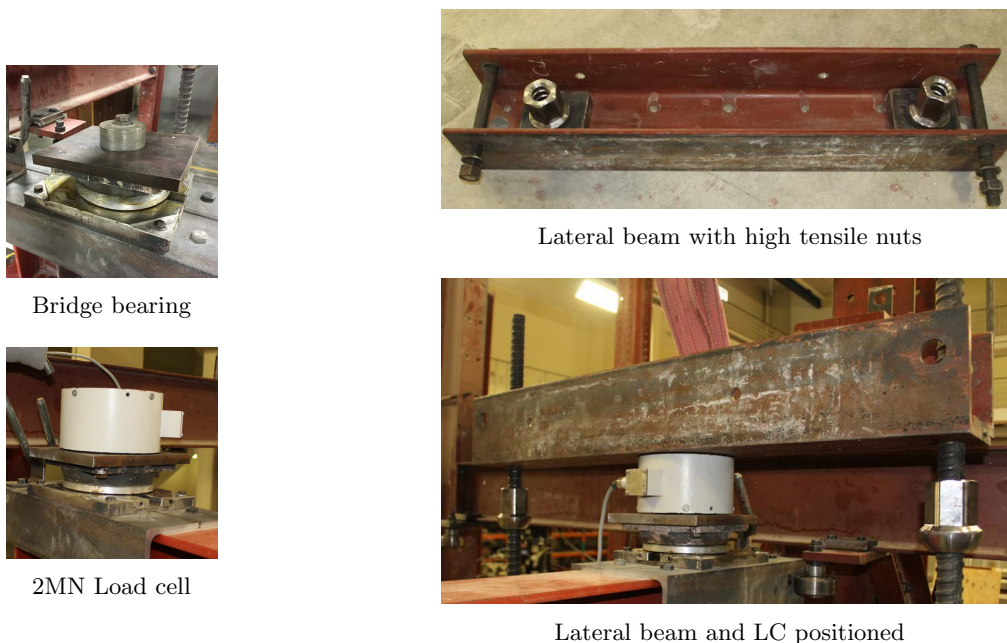 Bridge bearing
Lateral beam with high tensile nuts
2MN Load cell
Lateral beam and LC positioned